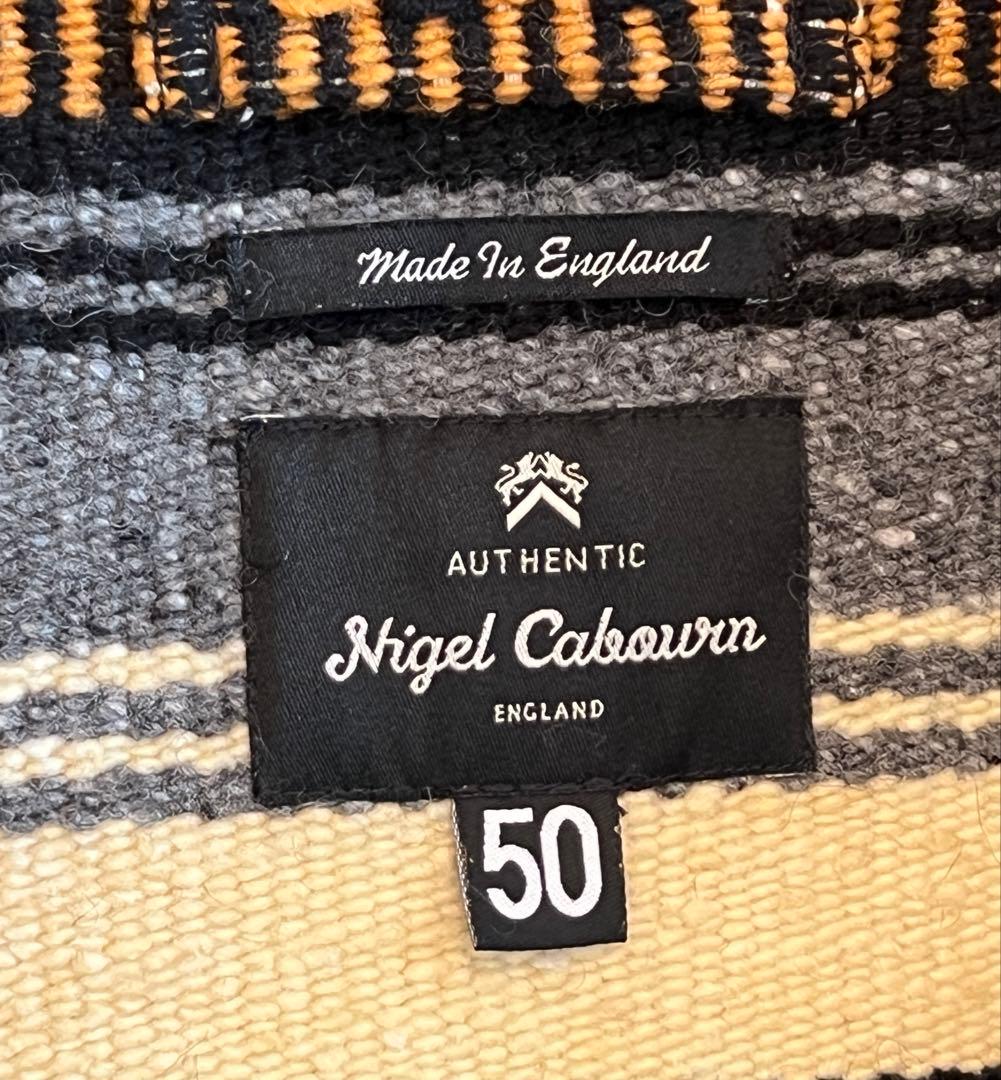 Made In England
AUTHENTIC
Nigel Cabourn
ENGLAND
50